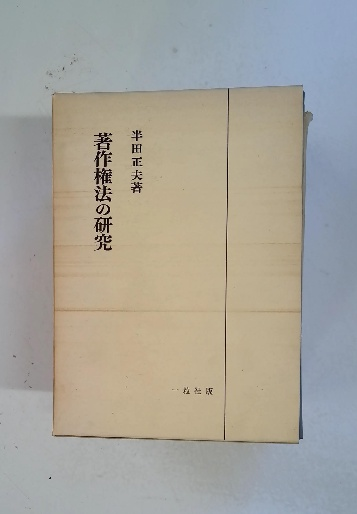 半田正夫著
著作権法の研究
一粒社版